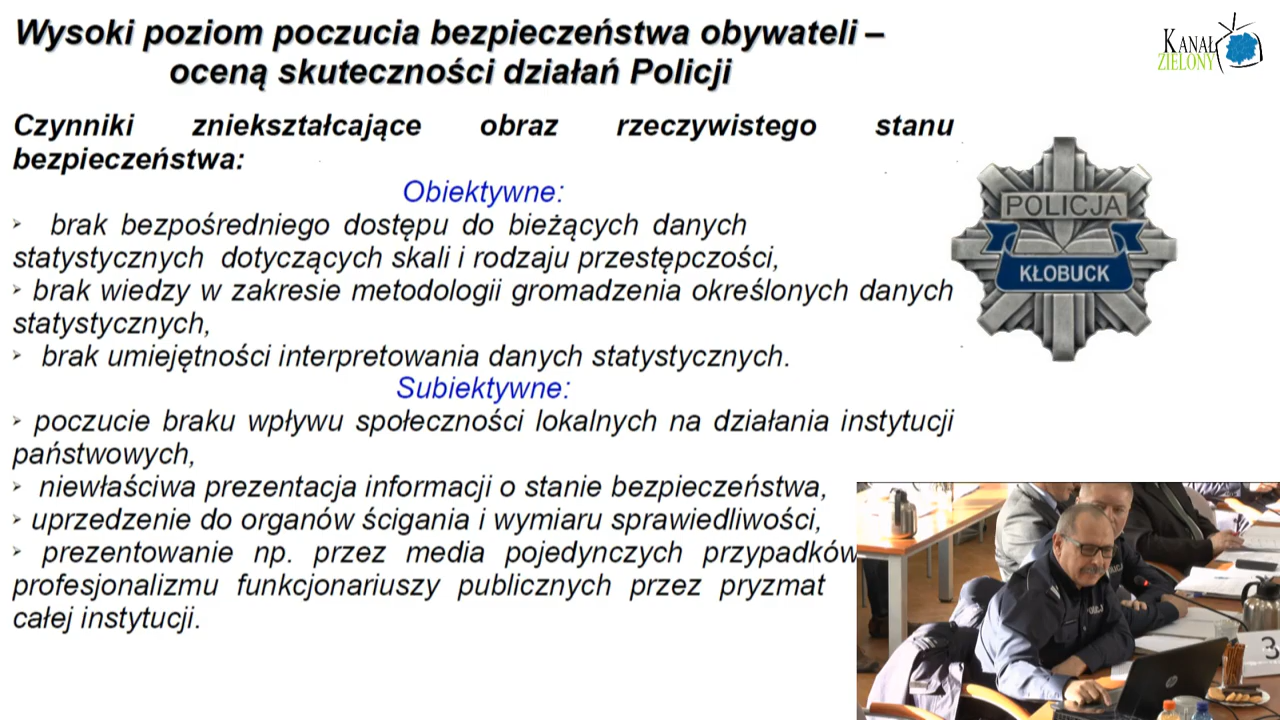 Wysoki poziom poczucia bezpieczeństwa obywateli –
oceną skuteczności działań Policji
KANAŁ
ZIELONY
Czynniki zniekształcające obraz rzeczywistego stanu
bezpieczeństwa:
Obiektywne:
brak bezpośredniego dostępu do bieżących danych
statystycznych dotyczących skali i rodzaju przestępczości,
brak wiedzy w zakresie metodologii gromadzenia określonych danych
statystycznych,
brak umiejętności interpretowania danych statystycznych.
Subiektywne:
poczucie braku wpływu społeczności lokalnych na działania instytucji
państwowych,
niewłaściwa prezentacja informacji o stanie bezpieczeństwa,
uprzedzenie do organów ścigania i wymiaru sprawiedliwości,
prezentowanie np. przez media pojedynczych przypadków
profesjonalizmu funkcjonariuszy publicznych przez pryzmat
całej instytucji.
POLICJA
KŁOBUCK
POLICJA
hp
3